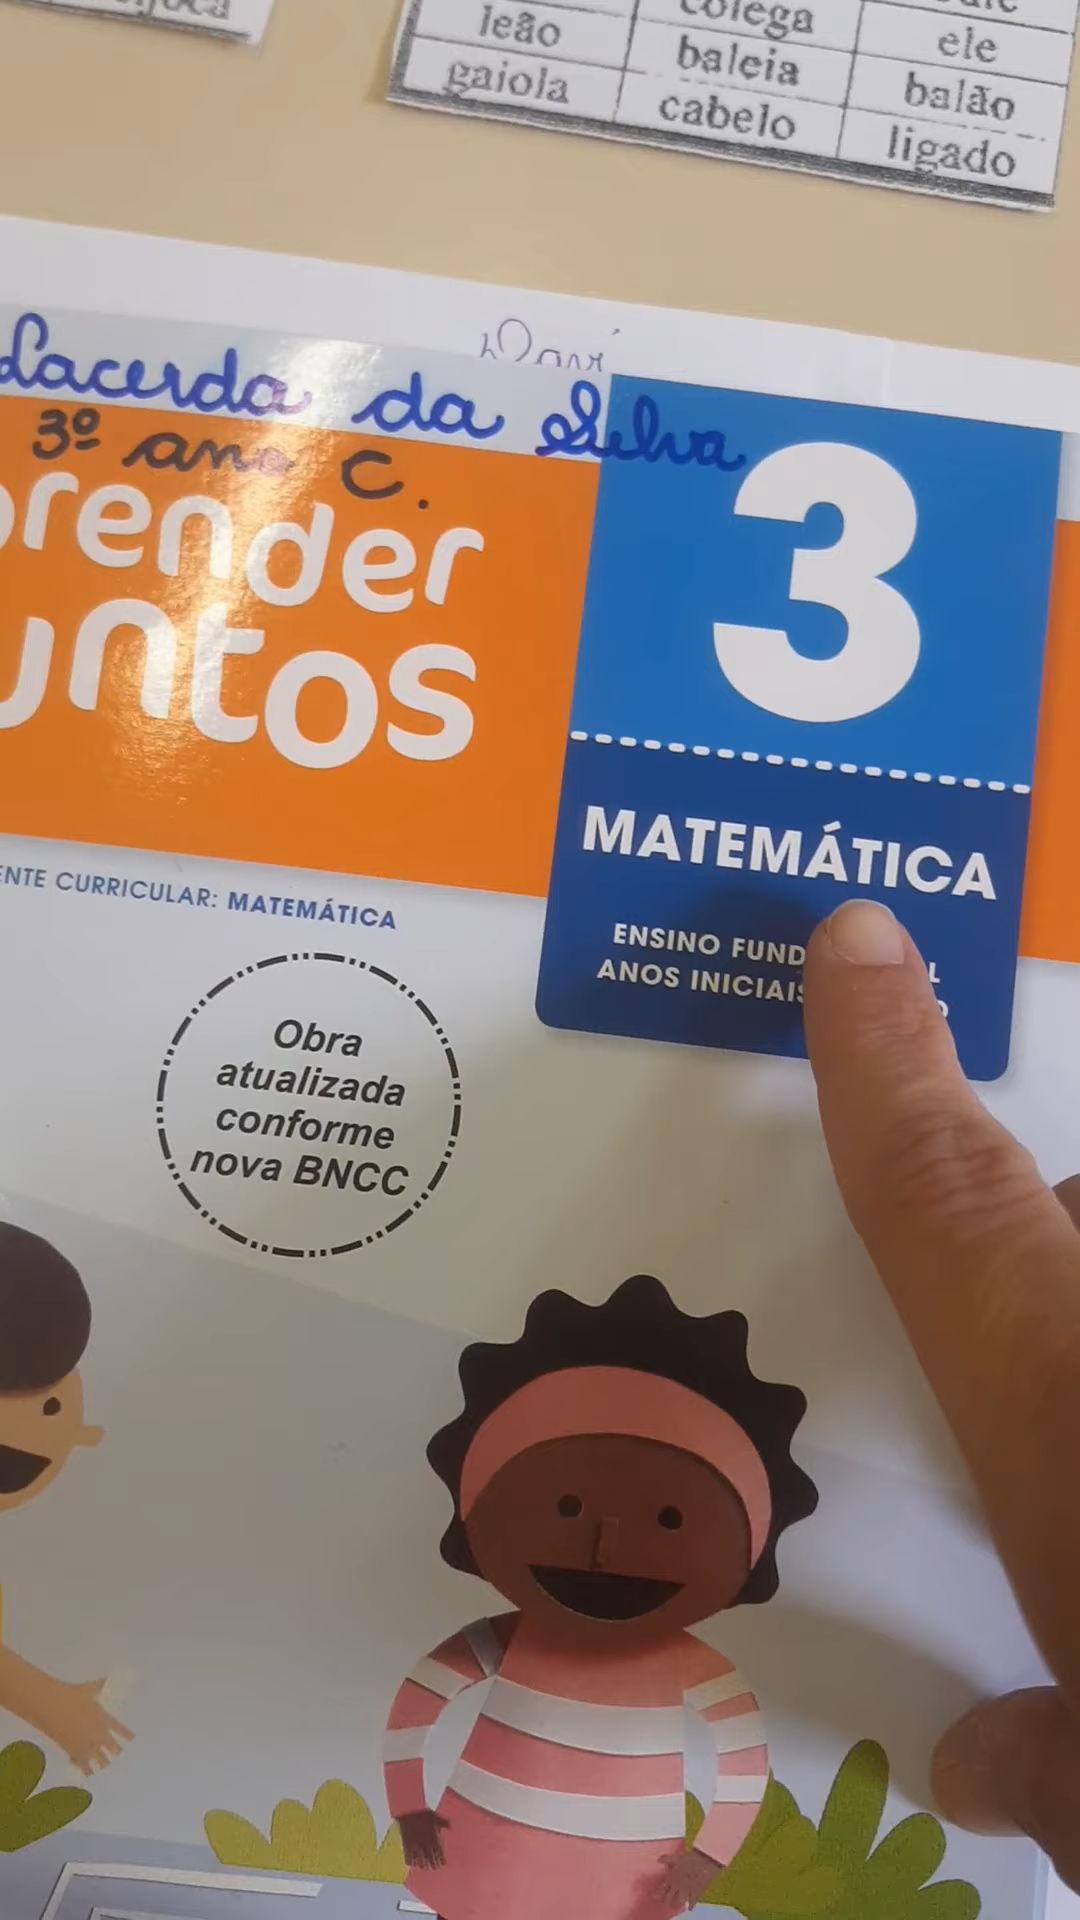 leão colega ele
gaiola baleia balão
cabelo ligado
Davi
Lacerda da Silva
3º ano C.
render
untos
3
MATEMÁTICA
ENTE CURRICULAR: MATEMÁTICA
ENSINO FUND L
ANOS INICIAIS
Obra
atualizada
conforme
nova BNCC